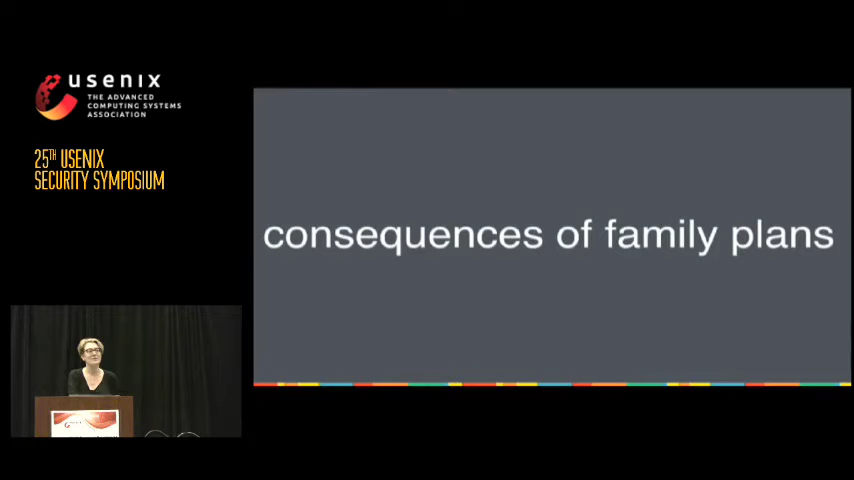 usenix
THE ADVANCED
COMPUTING SYSTEMS
ASSOCIATION
25TH USENIX
SECURITY SYMPOSIUM
consequences of family plans